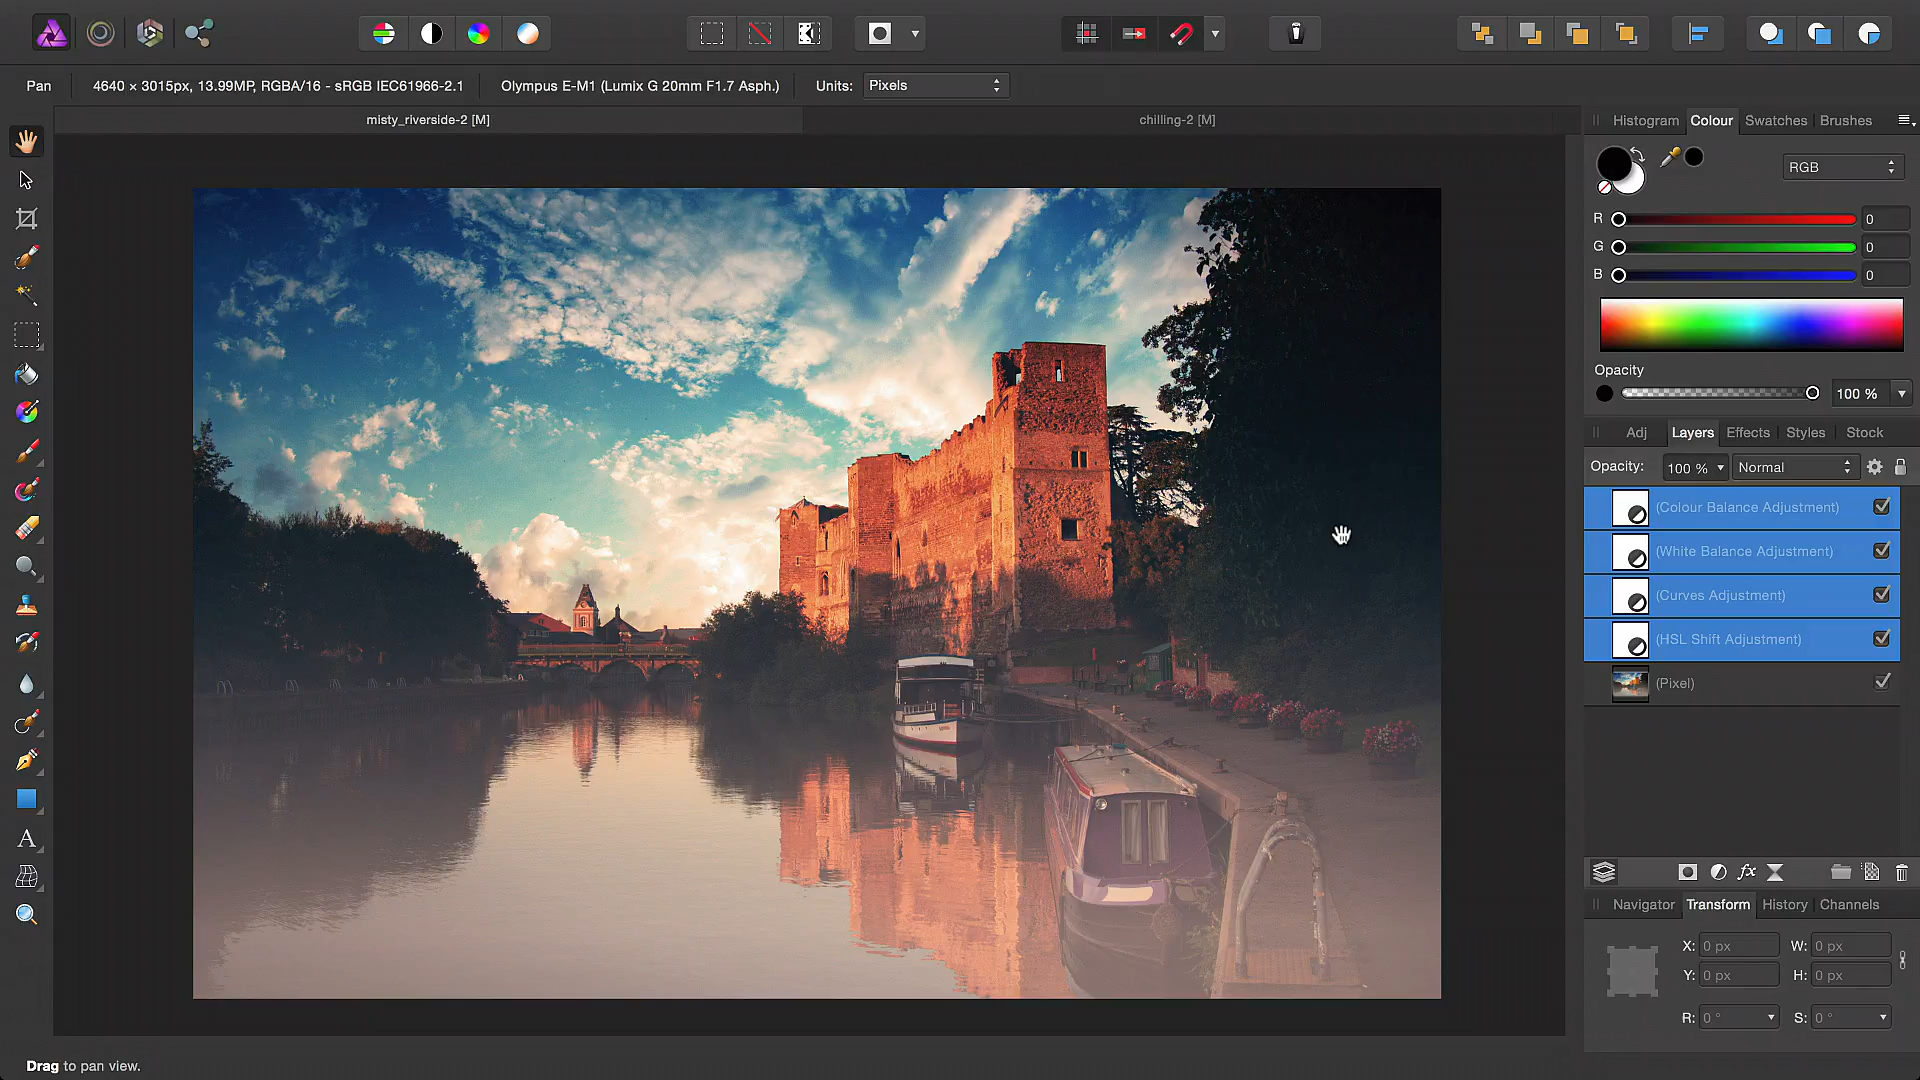 Pan
4640 × 3015px, 13.99MP, RGBA/16 - sRGB IEC61966-2.1
Olympus E-M1 (Lumix G 20mm F1.7 Asph.)
Units: Pixels
misty_riverside-2 [M]
chilling-2 [M]
Histogram Colour Swatches Brushes
RGB
R 0
G 0
B 0
Opacity
100 %
Adj Layers Effects Styles Stock
Opacity: 100 % Normal
(Colour Balance Adjustment)
(White Balance Adjustment)
(Curves Adjustment)
(HSL Shift Adjustment)
(Pixel)
fx
Navigator Transform History Channels
X: 0 px W: 0 px
Y: 0 px H: 0 px
R: 0 ° S: 0 °
A
Drag to pan view.